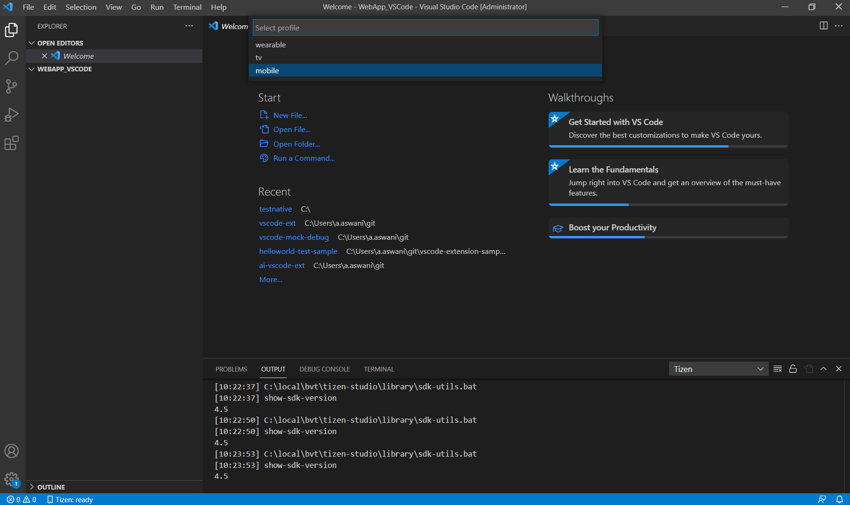 File Edit Selection View Go Run Terminal Help
Welcome - WebApp_VSCode - Visual Studio Code [Administrator]
EXPLORER
OPEN EDITORS
Welcome
WEBAPP_VSCODE
OUTLINE
Welcom
Select profile
wearable
tv
mobile
Start
New File...
Open File...
Open Folder...
Run a Command...
Recent
testnative C:\
vscode-ext C:\Users\a.aswani\git
vscode-mock-debug C:\Users\a.aswani\git
helloworld-test-sample C:\Users\a.aswani\git\vscode-extension-samp...
ai-vscode-ext C:\Users\a.aswani\git
More...
Walkthroughs
Get Started with VS Code
Discover the best customizations to make VS Code yours.
Learn the Fundamentals
Jump right into VS Code and get an overview of the must-have
features.
Boost your Productivity
PROBLEMS OUTPUT DEBUG CONSOLE TERMINAL
Tizen
[10:22:37] C:\local\bvt\tizen-studio\library\sdk-utils.bat
[10:22:37] show-sdk-version
4.5
[10:22:50] C:\local\bvt\tizen-studio\library\sdk-utils.bat
[10:22:50] show-sdk-version
4.5
[10:23:53] C:\local\bvt\tizen-studio\library\sdk-utils.bat
[10:23:53] show-sdk-version
4.5
1
0 0 Tizen: ready